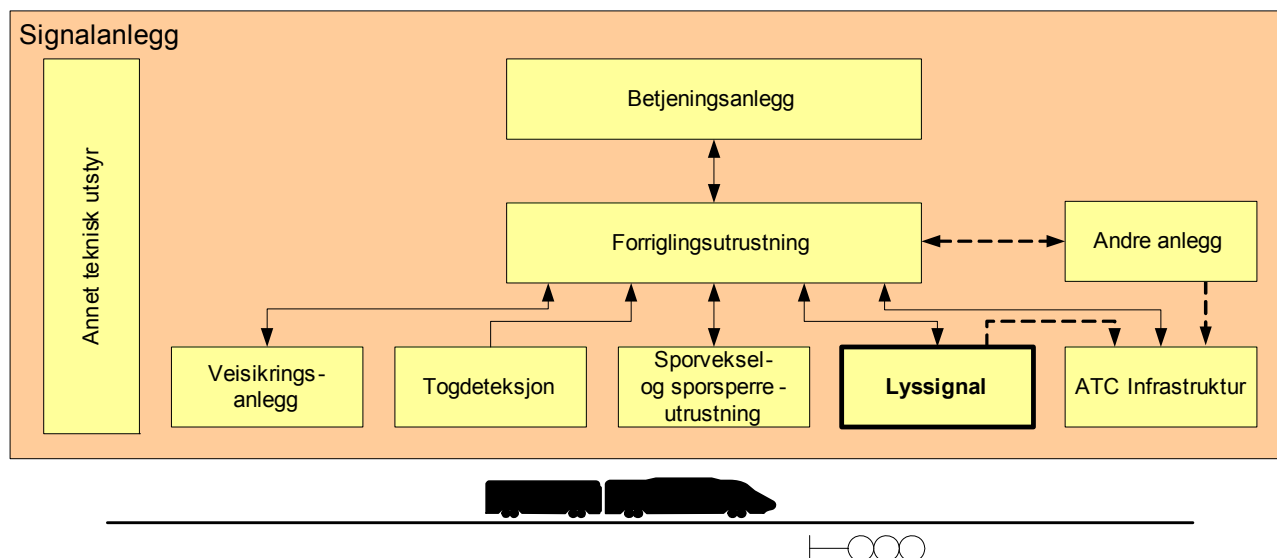 Signalanlegg
Annet teknisk utstyr
Betjeningsanlegg
Forriglingsutrustning
Andre anlegg
Veisikrings-
anlegg
Togdeteksjon
Sporveksel-
og sporsperre-
utrustning
Lyssignal
ATC Infrastruktur